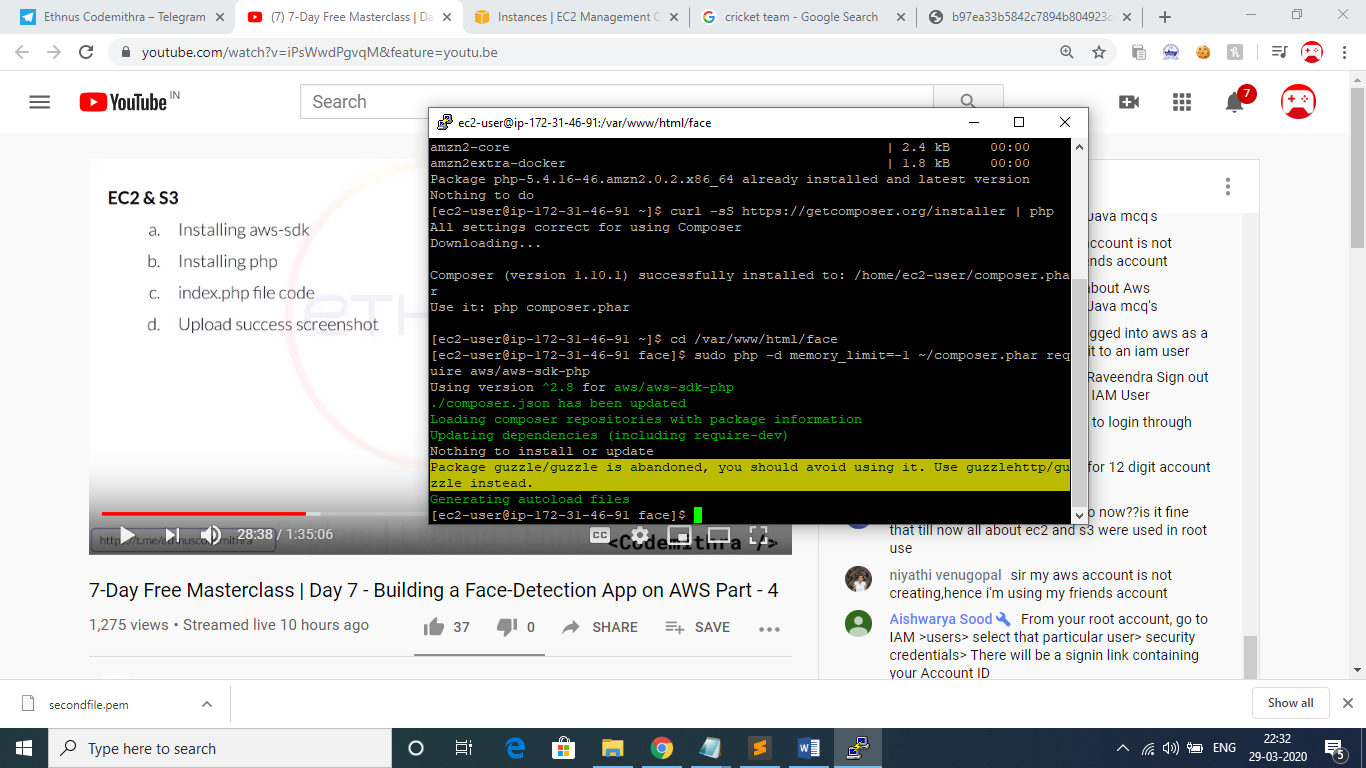 Ethnus Codemithra – Telegram
(7) 7-Day Free Masterclass | Da
Instances | EC2 Management C
cricket team - Google Search
b97ea33b5842c7894b804923c
youtube.com/watch?v=iPsWwdPgvqM&feature=youtu.be
YouTube IN
Search
7
EC2 & S3
a. Installing aws-sdk
b. Installing php
c. index.php file code
d. Upload success screenshot
https://t.me/ethnuscodemithra
28:38 / 1:35:06
CC
<Codemithra />
ec2-user@ip-172-31-46-91:/var/www/html/face
amzn2-core | 2.4 kB 00:00
amzn2extra-docker | 1.8 kB 00:00
Package php-5.4.16-46.amzn2.0.2.x86_64 already installed and latest version
Nothing to do
[ec2-user@ip-172-31-46-91 ~]$ curl -sS https://getcomposer.org/installer | php
All settings correct for using Composer
Downloading...
Composer (version 1.10.1) successfully installed to: /home/ec2-user/composer.pha
r
Use it: php composer.phar
[ec2-user@ip-172-31-46-91 ~]$ cd /var/www/html/face
[ec2-user@ip-172-31-46-91 face]$ sudo php -d memory_limit=-1 ~/composer.phar req
uire aws/aws-sdk-php
Using version ^2.8 for aws/aws-sdk-php
./composer.json has been updated
Loading composer repositories with package information
Updating dependencies (including require-dev)
Nothing to install or update
Package guzzle/guzzle is abandoned, you should avoid using it. Use guzzlehttp/gu
zzle instead.
Generating autoload files
[ec2-user@ip-172-31-46-91 face]$
Java mcq's
account is not
ends account
about Aws
Java mcq's
gged into aws as a
it to an iam user
Raveendra Sign out
IAM User
to login through
for 12 digit account
o now??is it fine
that till now all about ec2 and s3 were used in root
use
niyathi venugopal sir my aws account is not
creating,hence i'm using my friends account
Aishwarya Sood From your root account, go to
IAM >users> select that particular user> security
credentials> There will be a signin link containing
your Account ID
7-Day Free Masterclass | Day 7 - Building a Face-Detection App on AWS Part - 4
1,275 views • Streamed live 10 hours ago
37
0
SHARE
SAVE
secondfile.pem
Show all
Type here to search
ENG
22:32
29-03-2020
5